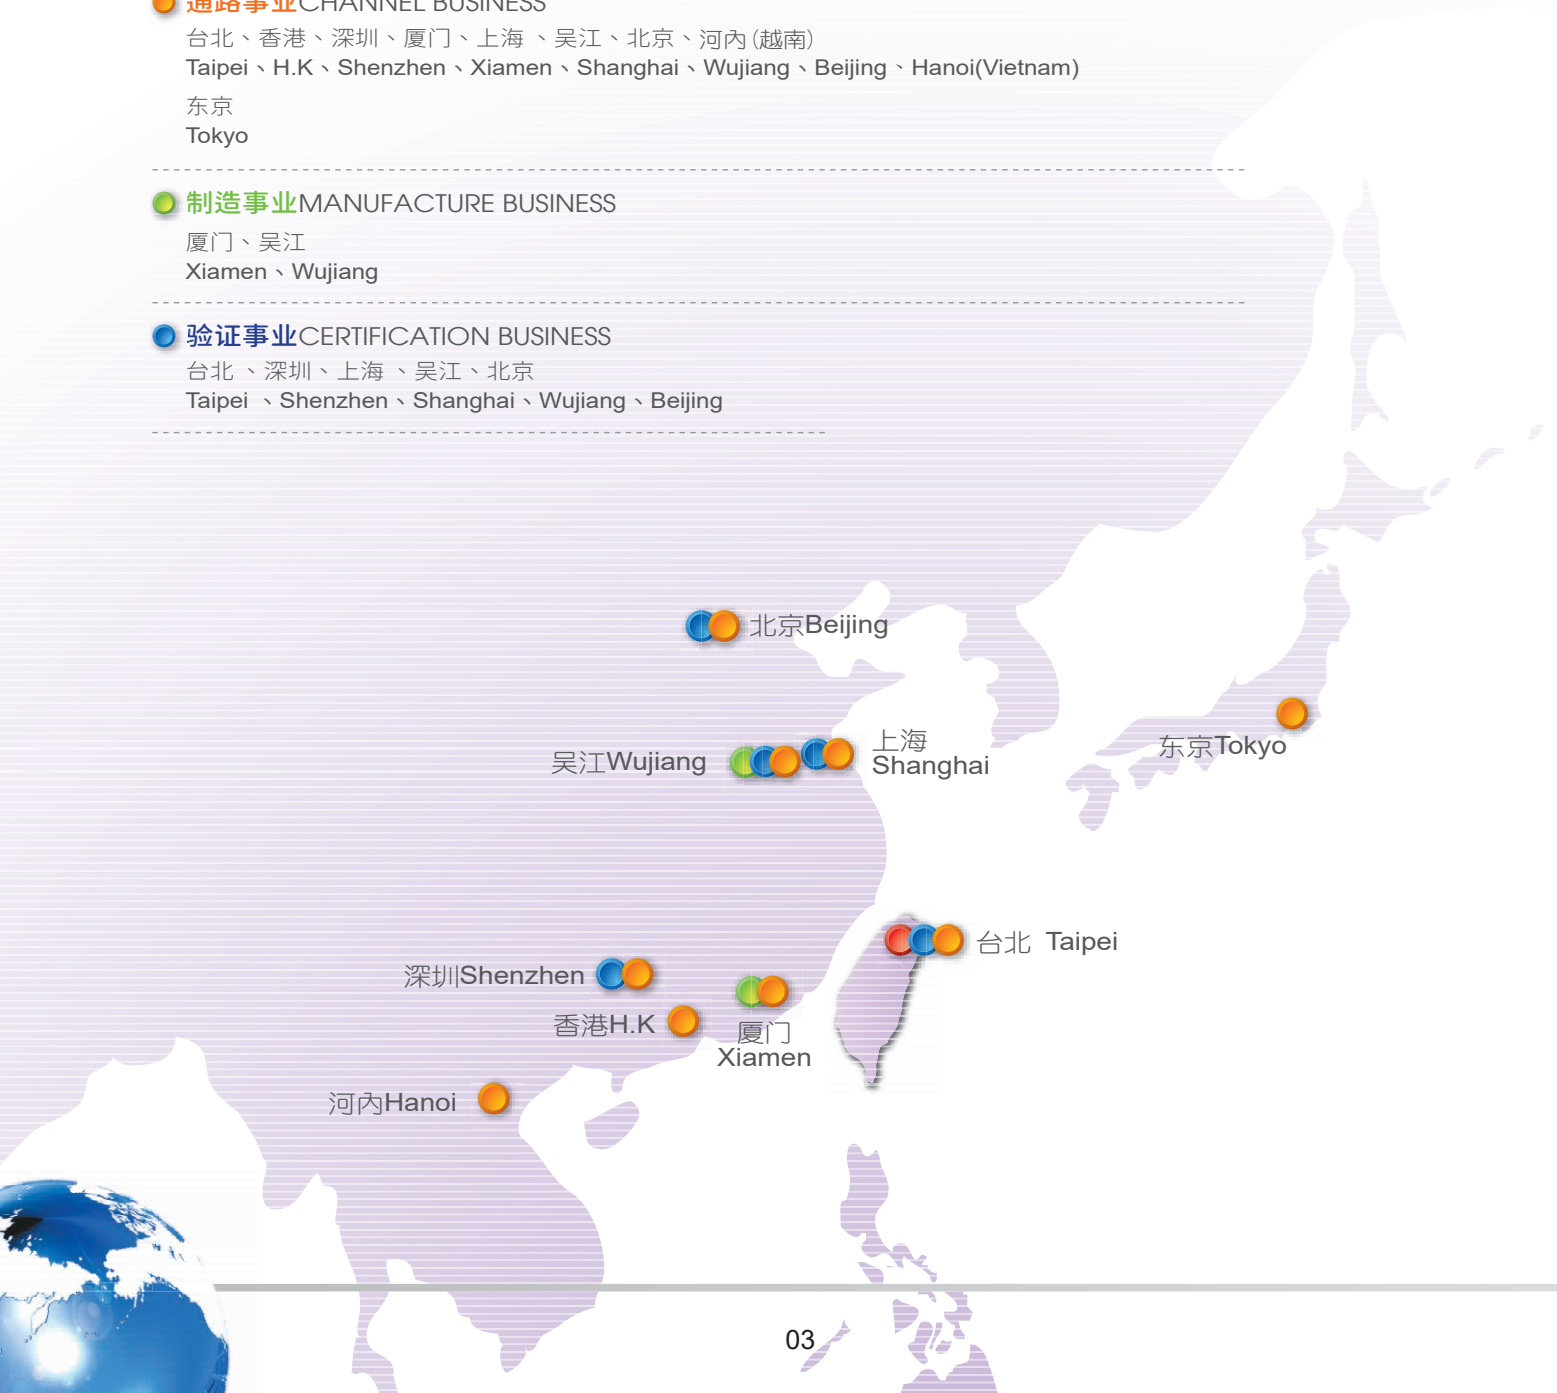 通路事业CHANNEL BUSINESS
台北、香港、深圳、厦门、上海、吴江、北京、河內(越南)
Taipei、H.K、Shenzhen、Xiamen、Shanghai、Wujiang、Beijing、Hanoi(Vietnam)
东京
Tokyo
制造事业MANUFACTURE BUSINESS
厦门、吴江
Xiamen、Wujiang
验证事业CERTIFICATION BUSINESS
台北、深圳、上海、吴江、北京
Taipei、Shenzhen、Shanghai、Wujiang、Beijing
北京Beijing
上海
Shanghai
吴江Wujiang
东京Tokyo
台北 Taipei
深圳Shenzhen
香港H.K
厦门
Xiamen
河內Hanoi
03